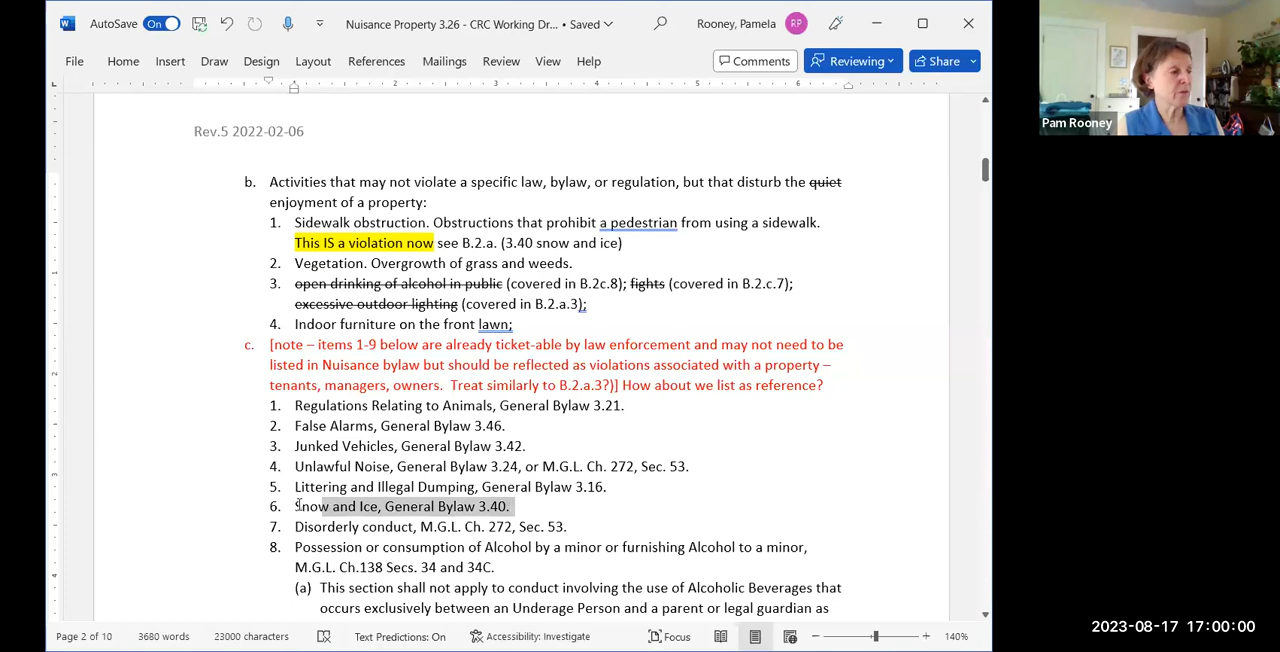 AutoSave On Nuisance Property 3.26 - CRC Working Dr... • Saved Rooney, Pamela RP
File Home Insert Draw Design Layout References Mailings Review View Help Comments Reviewing Share
2 3 4 5 6
Pam Rooney
Rev.5 2022-02-06
b. Activities that may not violate a specific law, bylaw, or regulation, but that disturb the quiet
enjoyment of a property:
1. Sidewalk obstruction. Obstructions that prohibit a pedestrian from using a sidewalk.
This IS a violation now see B.2.a. (3.40 snow and ice)
2. Vegetation. Overgrowth of grass and weeds.
3. open drinking of alcohol in public (covered in B.2c.8); fights (covered in B.2.c.7);
excessive outdoor lighting (covered in B.2.a.3);
4. Indoor furniture on the front lawn;
c. [note – items 1-9 below are already ticket-able by law enforcement and may not need to be
listed in Nuisance bylaw but should be reflected as violations associated with a property –
tenants, managers, owners. Treat similarly to B.2.a.3?)] How about we list as reference?
1. Regulations Relating to Animals, General Bylaw 3.21.
2. False Alarms, General Bylaw 3.46.
3. Junked Vehicles, General Bylaw 3.42.
4. Unlawful Noise, General Bylaw 3.24, or M.G.L. Ch. 272, Sec. 53.
5. Littering and Illegal Dumping, General Bylaw 3.16.
6. Snow and Ice, General Bylaw 3.40.
7. Disorderly conduct, M.G.L. Ch. 272, Sec. 53.
8. Possession or consumption of Alcohol by a minor or furnishing Alcohol to a minor,
M.G.L. Ch.138 Secs. 34 and 34C.
(a) This section shall not apply to conduct involving the use of Alcoholic Beverages that
occurs exclusively between an Underage Person and a parent or legal guardian as
Page 2 of 10 3680 words 23000 characters Text Predictions: On Accessibility: Investigate Focus 140%
2023-08-17 17:00:00